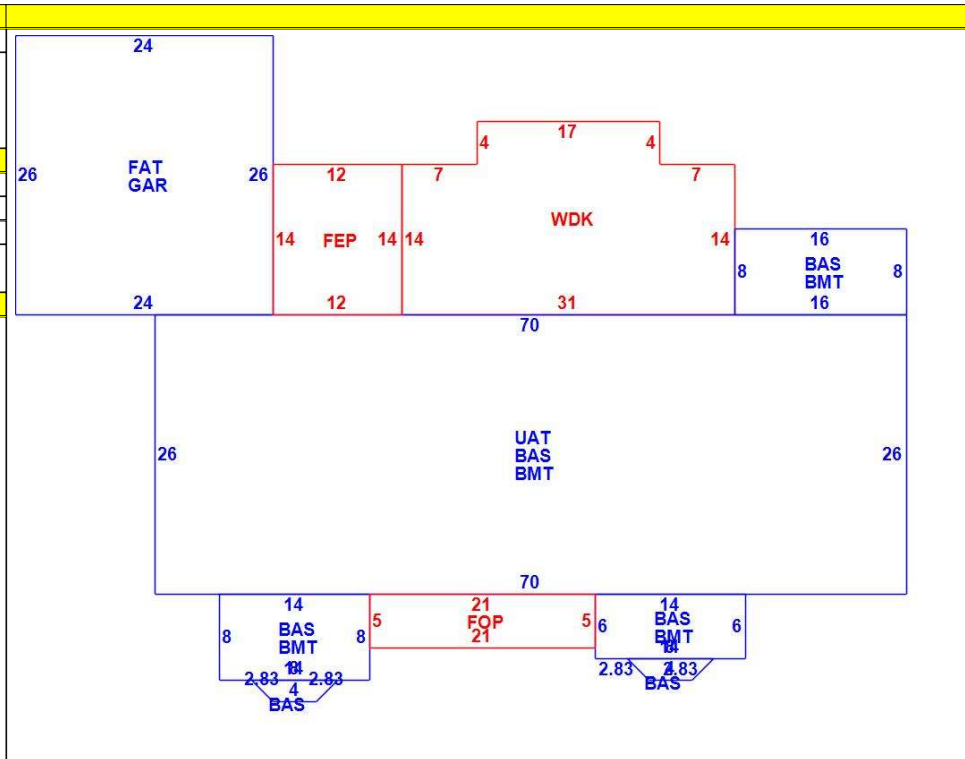 24
17
4 4
26 FAT 26
GAR
12
7
7
WDK
14 FEP 14
14 14
16
8 BAS 8
BMT
16
24
12
31
70
26 UAT 26
BAS
BMT
70
14
8 BAS 8
BMT
14
2.83 4 2.83
BAS
21
5 FOP 5
21
14
6 BAS 6
BMT
14
2.83 2.83
BAS